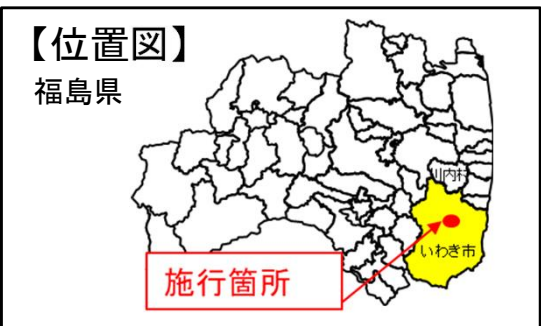 【位置図】
福島県
川内村
いわき市
施行箇所